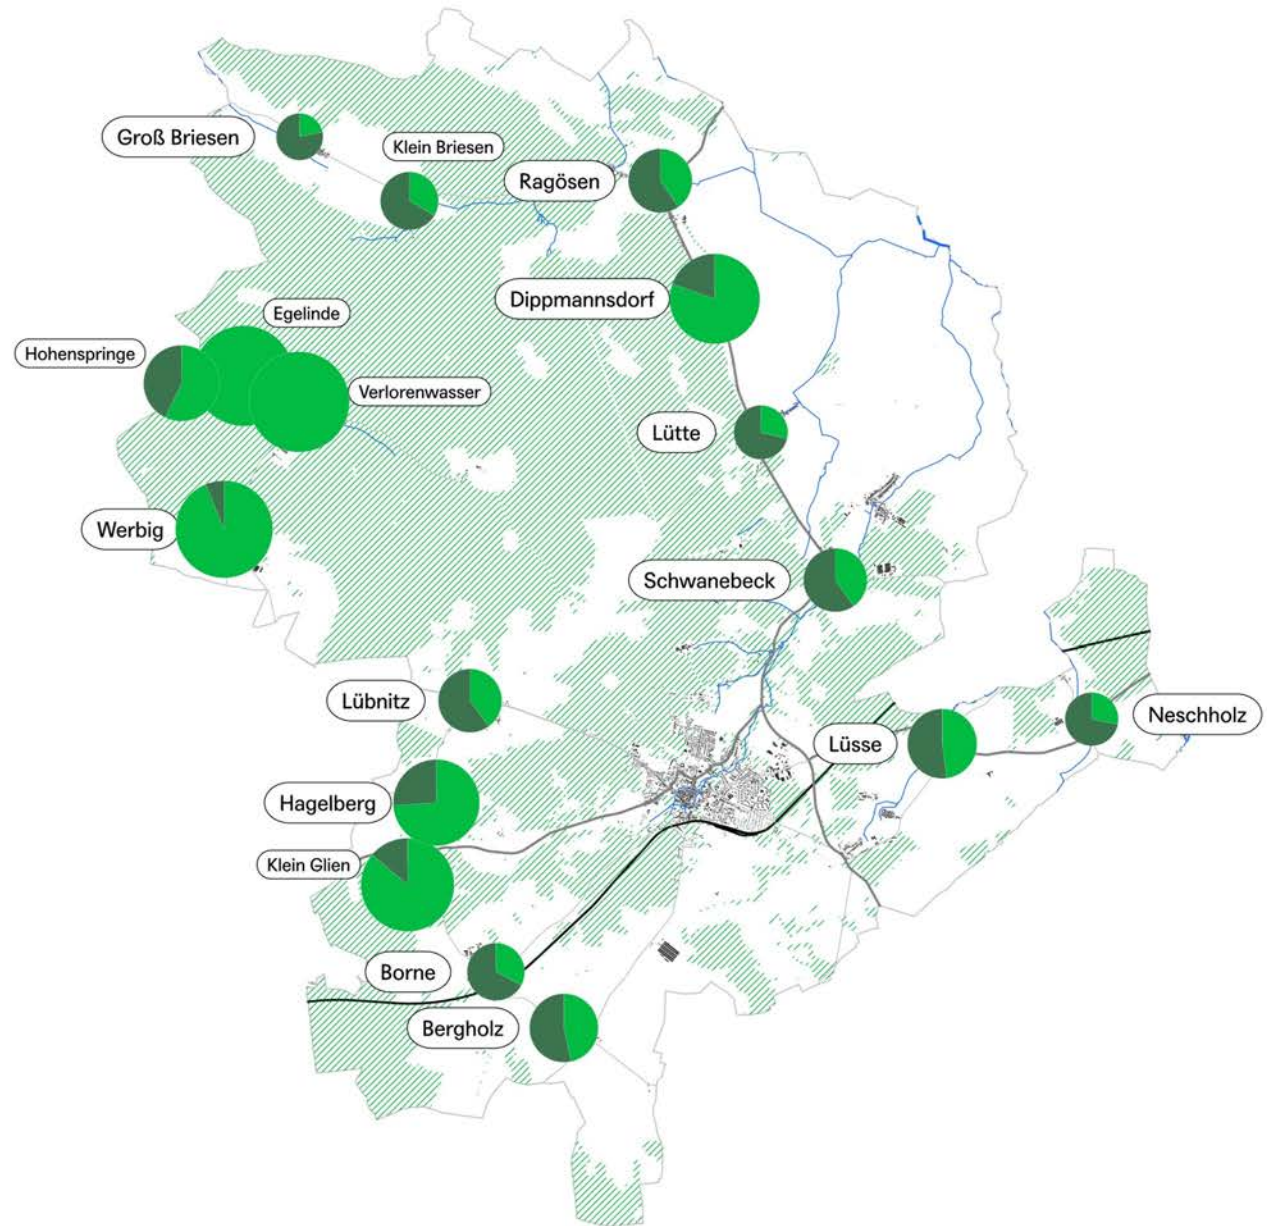 Groß Briesen
Klein Briesen
Ragösen
Dippmannsdorf
Egelinde
Hohenspringe
Verlorenwasser
Lütte
Werbig
Schwanebeck
Lübnitz
Neschholz
Lüsse
Hagelberg
Klein Glien
Borne
Bergholz